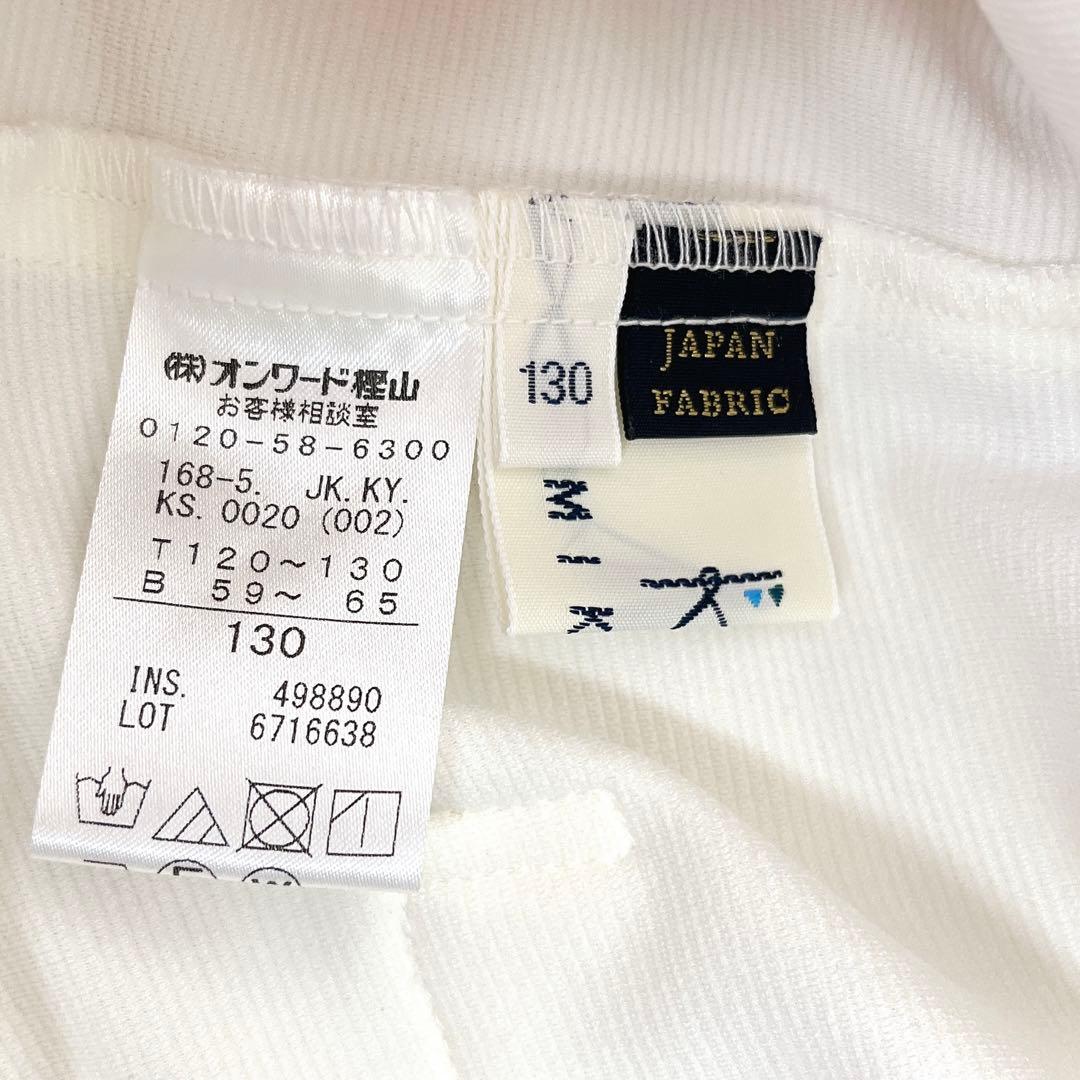 (株)オンワード樫山
お客様相談室
0120-58-6300
168-5. JK. KY.
KS. 0020 (002)
T 120~130
B 59~ 65
130
INS. 498890
LOT 6716638
130
JAPAN
FABRIC